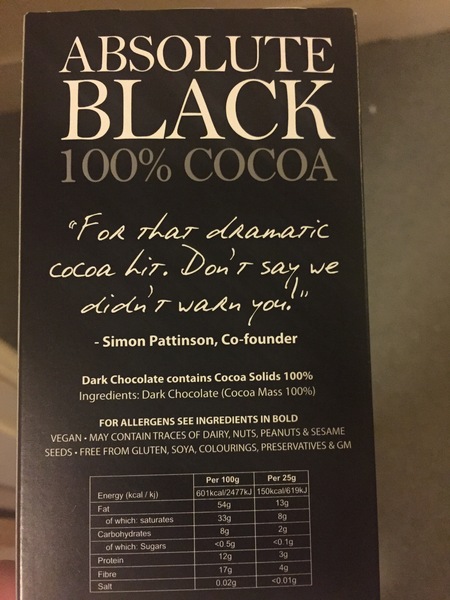 ABSOLUTE
BLACK
100% COCOA
"FOR THAT DRAMATIC
COCOA HIT. DON'T SAY WE
DIDN'T WARN YOU!"
- Simon Pattinson, Co-founder
Dark Chocolate contains Cocoa Solids 100%
Ingredients: Dark Chocolate (Cocoa Mass 100%)
FOR ALLERGENS SEE INGREDIENTS IN BOLD
VEGAN • MAY CONTAIN TRACES OF DAIRY, NUTS, PEANUTS & SESAME
SEEDS • FREE FROM GLUTEN, SOYA, COLOURINGS, PRESERVATIVES & GM
Per 100g Per 25g
Energy (kcal / kj) 601kcal/2477kJ 150kcal/619kJ
Fat 54g 13g
of which: saturates 33g 8g
Carbohydrates 8g 2g
of which: Sugars <0.5g <0.1g
Protein 12g 3g
Fibre 17g 4g
Salt 0.02g <0.01g